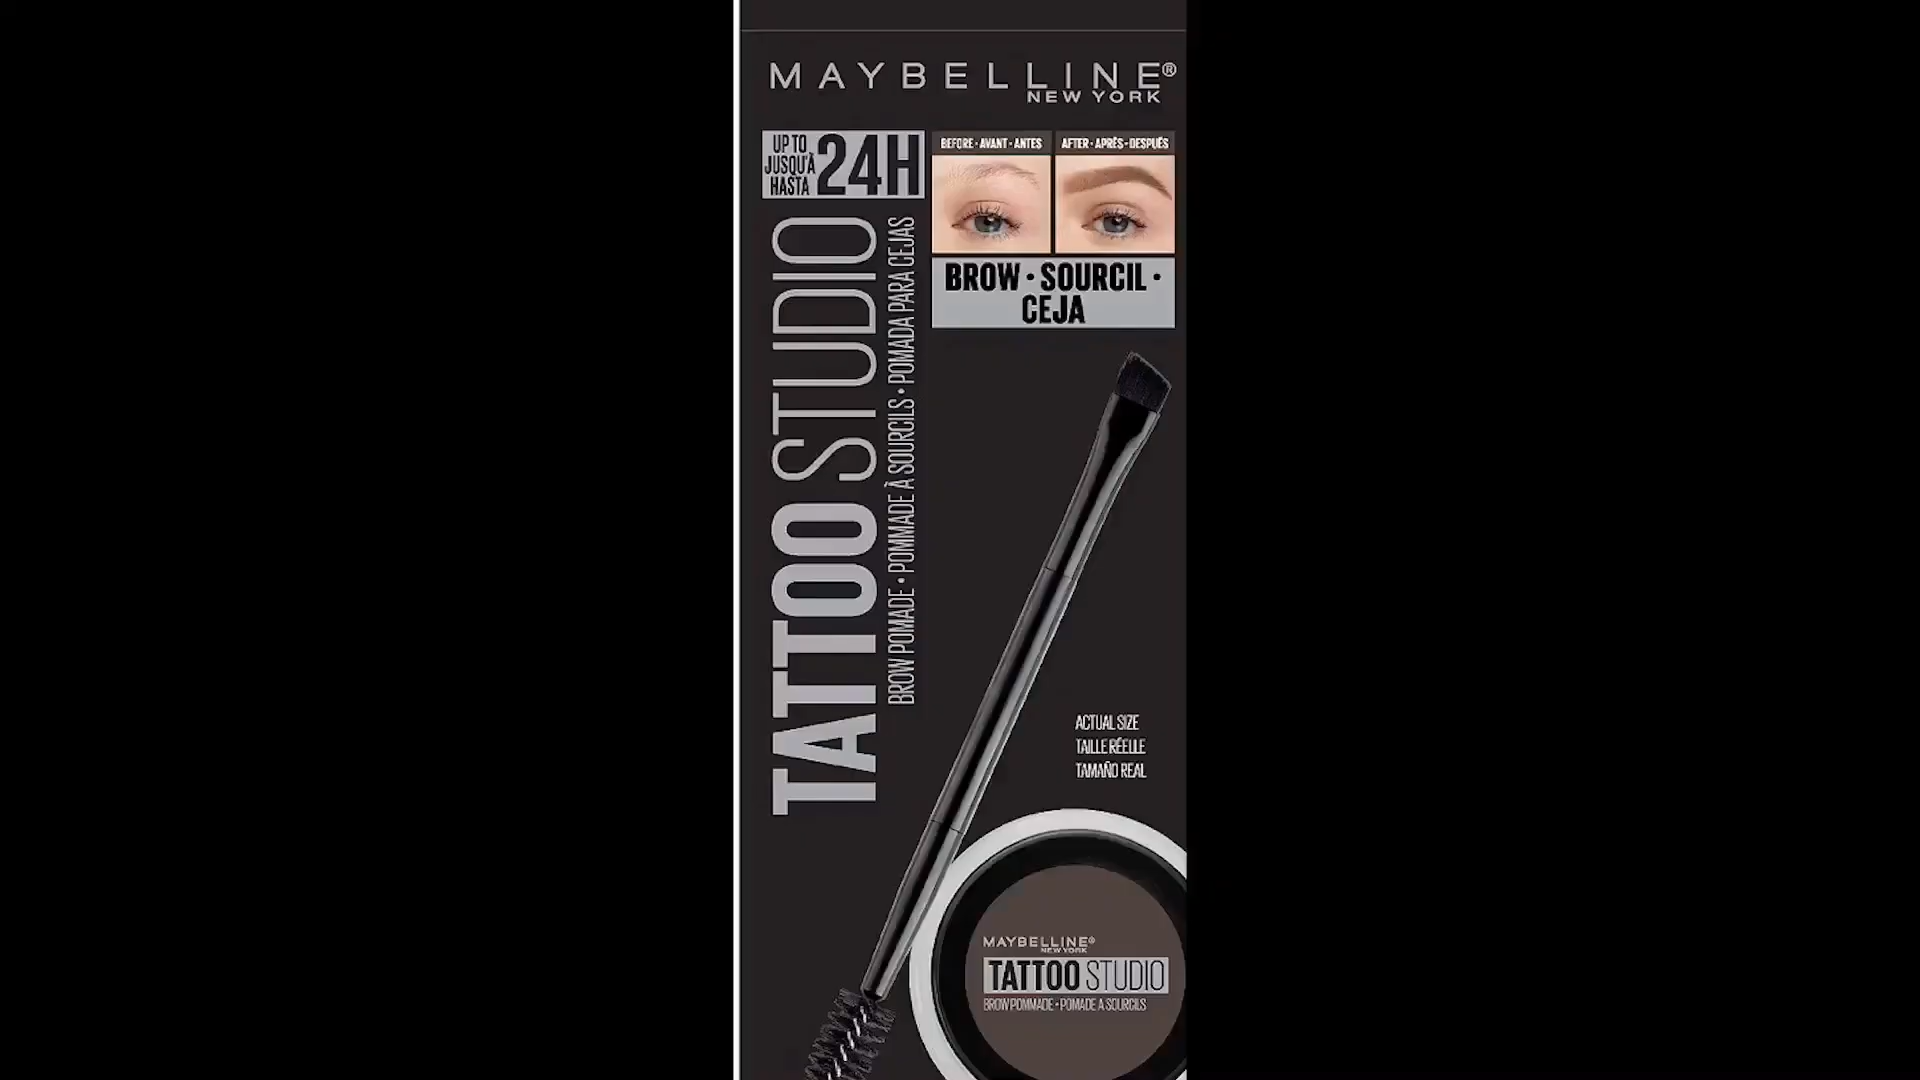 MAYBELLINE®
NEW YORK
UP TO
JUSQU'À
HASTA
24H
BEFORE • AVANT • ANTES
AFTER • APRÈS • DESPUÉS
BROW • SOURCIL •
CEJA
TATTOO STUDIO
BROW POMADE • POMMADE À SOURCILS • POMADA PARA CEJAS
ACTUAL SIZE
TAILLE RÉELLE
TAMAÑO REAL
MAYBELLINE®
NEW YORK
TATTOO STUDIO
BROW POMMADE • POMADE A SOURCILS